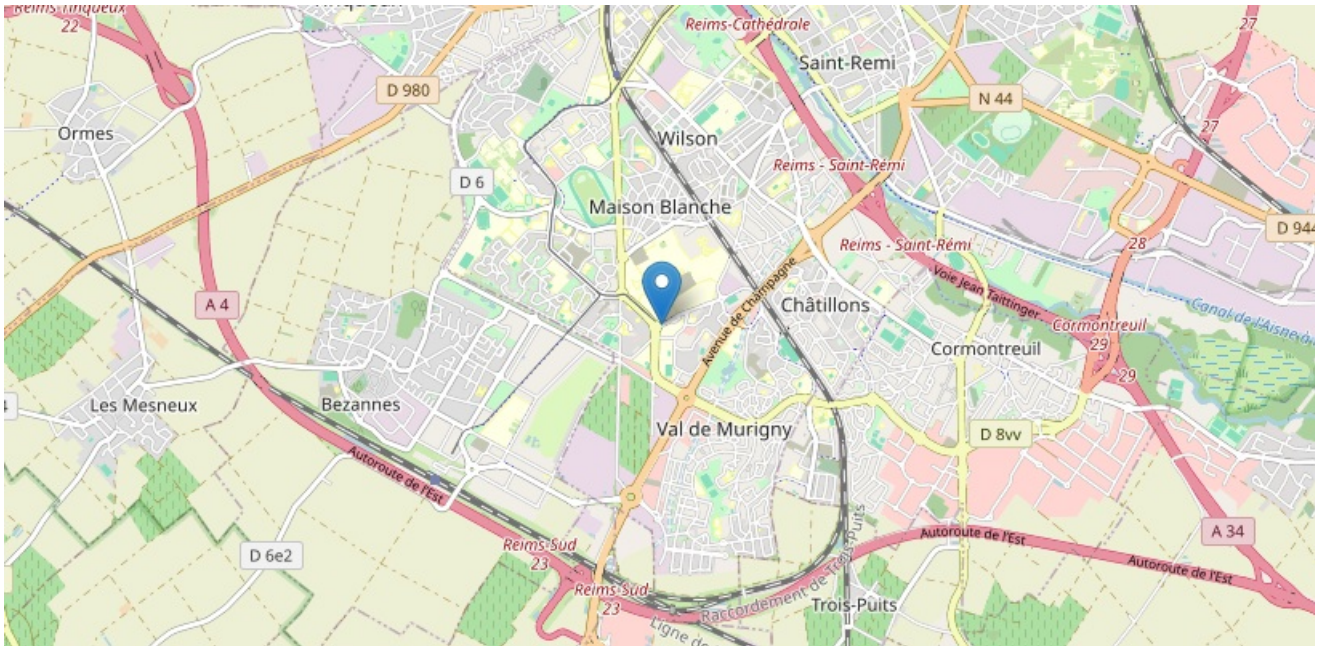 Reims-Tinqueux
22
Reims-Cathédrale
27
Saint-Remi
D 980
N 44
Ormes
27
Wilson
Reims - Saint-Rémi
D 6
Maison Blanche
D 944
28
Reims - Saint-Rémi
Voie Jean Taittinger
Avenue de Champagne
A 4
Châtillons
Canal de l'Aisne à
Cormontreuil
29
Cormontreuil
29
Les Mesneux
Bezannes
Val de Murigny
D 8vv
Autoroute de l'Est
A 34
Autoroute de l'Est
Reims-Sud
23
D 6e2
Autoroute de l'Est
Reims-Sud
23
Raccordement de Trois-Puits
Trois-Puits
Ligne de